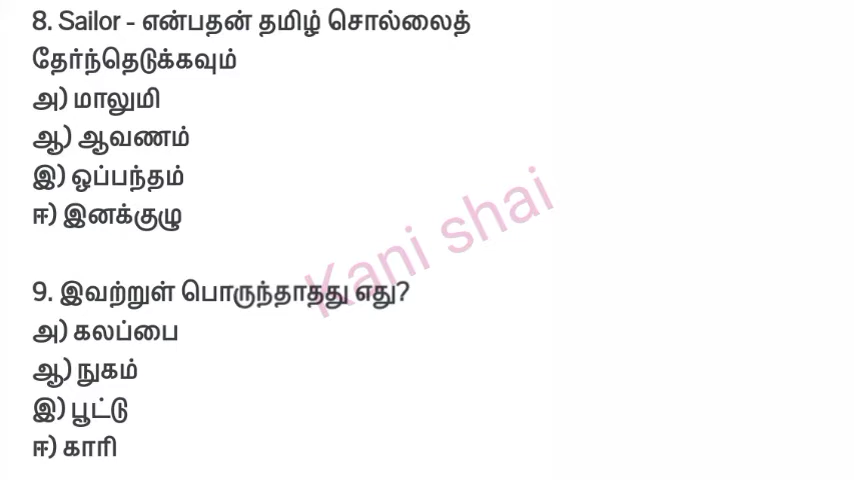 8. Sailor - என்பதன் தமிழ் சொல்லைத்
தேர்ந்தெடுக்கவும்
அ) மாலுமி
ஆ) ஆவணம்
இ) ஒப்பந்தம்
ஈ) இனக்குழு
Kani shai
9. இவற்றுள் பொருந்தாதது எது?
அ) கலப்பை
ஆ) நுகம்
இ) பூட்டு
ஈ) காரி